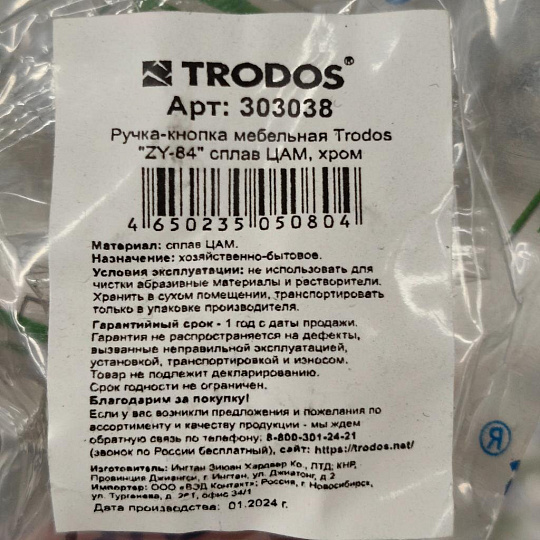 TRODOS®
Арт: 303038
Ручка-кнопка мебельная Trodos
"ZY-84" сплав ЦАМ, хром
4 650235 050804
Материал: сплав ЦАМ.
Назначение: хозяйственно-бытовое.
Условия эксплуатации: не использовать для
чистки абразивные материалы и растворители.
Хранить в сухом помещении, транспортировать
только в упаковке производителя.
Гарантийный срок - 1 год с даты продажи.
Гарантия не распространяется на дефекты,
вызванные неправильной эксплуатацией,
установкой, транспортировкой и износом.
Товар не подлежит декларированию.
Срок годности не ограничен.
Благодарим за покупку!
Если у вас возникли предложения и пожелания по
ассортименту и качеству продукции - мы ждем
обратную связь по телефону: 8-800-301-24-21
(звонок по России бесплатный), сайт: https://trodos.net/
Изготовитель: Ингтан Зикян Хардвер Ко., ЛТД; КНР,
Провинция Джиангси, г. Ингтан, ул. Джиатонг, д 2
Импортер: ООО «ВЭД Контакт»; Россия, г. Новосибирск,
ул. Тургенева, д. офис 34/1
Дата производства: 01.2024 г.
®